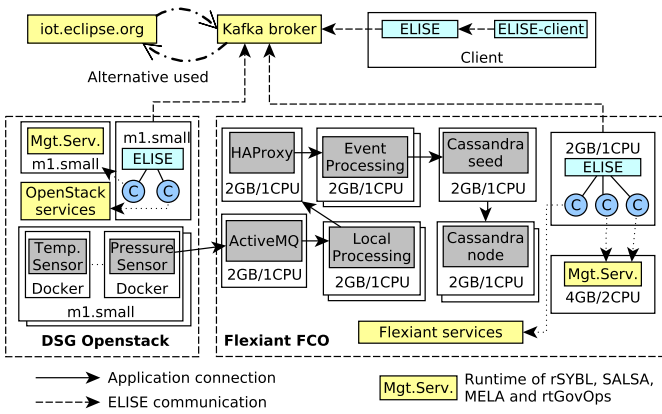 iot.eclipse.org
Kafka broker
ELISE
ELISE-client
Client
Alternative used
Mgt.Serv.
m1.small
m1.small
ELISE
C
C
OpenStack
services
Temp.
Sensor
Docker
Pressure
Sensor
Docker
m1.small
DSG Openstack
HAProxy
2GB/1CPU
Event
Processing
2GB/1CPU
Cassandra
seed
2GB/1CPU
2GB/1CPU
ELISE
C
C
C
ActiveMQ
2GB/1CPU
Local
Processing
2GB/1CPU
Cassandra
node
2GB/1CPU
Mgt.Serv.
4GB/2CPU
Flexiant services
Flexiant FCO
Application connection
ELISE communication
Mgt.Serv.
Runtime of rSYBL, SALSA,
MELA and rtGovOps